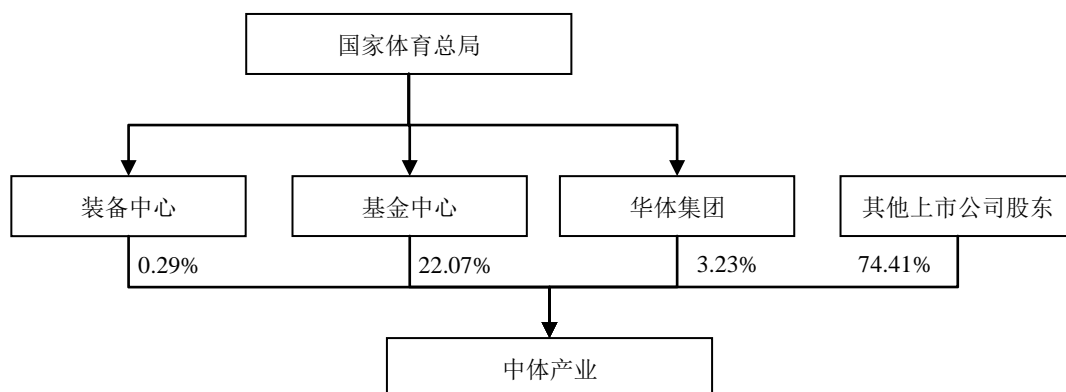 国家体育总局
装备中心
基金中心
华体集团
其他上市公司股东
0.29%
22.07%
3.23%
74.41%
中体产业